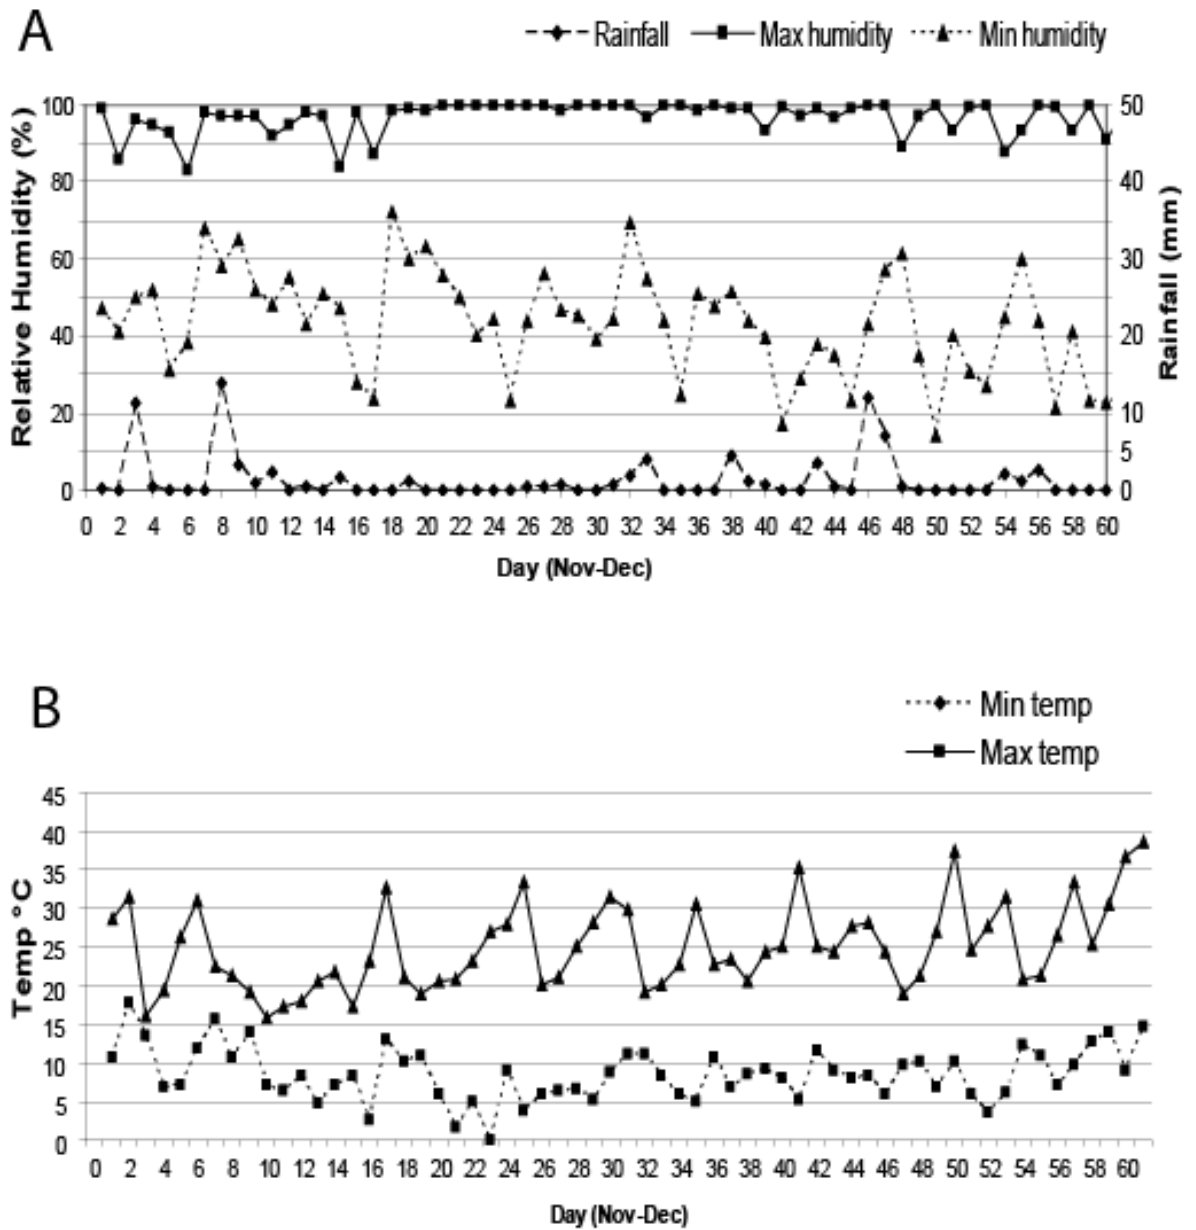 A
Rainfall Max humidity Min humidity
Relative Humidity (%)
100
80
60
40
20
0
50
40
30
20
10
5
0
Rainfall (mm)
0 2 4 6 8 10 12 14 16 18 20 22 24 26 28 30 32 34 36 38 40 42 44 46 48 50 52 54 56 58 60
Day (Nov-Dec)
B
Min temp
Max temp
Temp °C
45
40
35
30
25
20
15
10
5
0
0 2 4 6 8 10 12 14 16 18 20 22 24 26 28 30 32 34 36 38 40 42 44 46 48 50 52 54 56 58 60
Day (Nov-Dec)